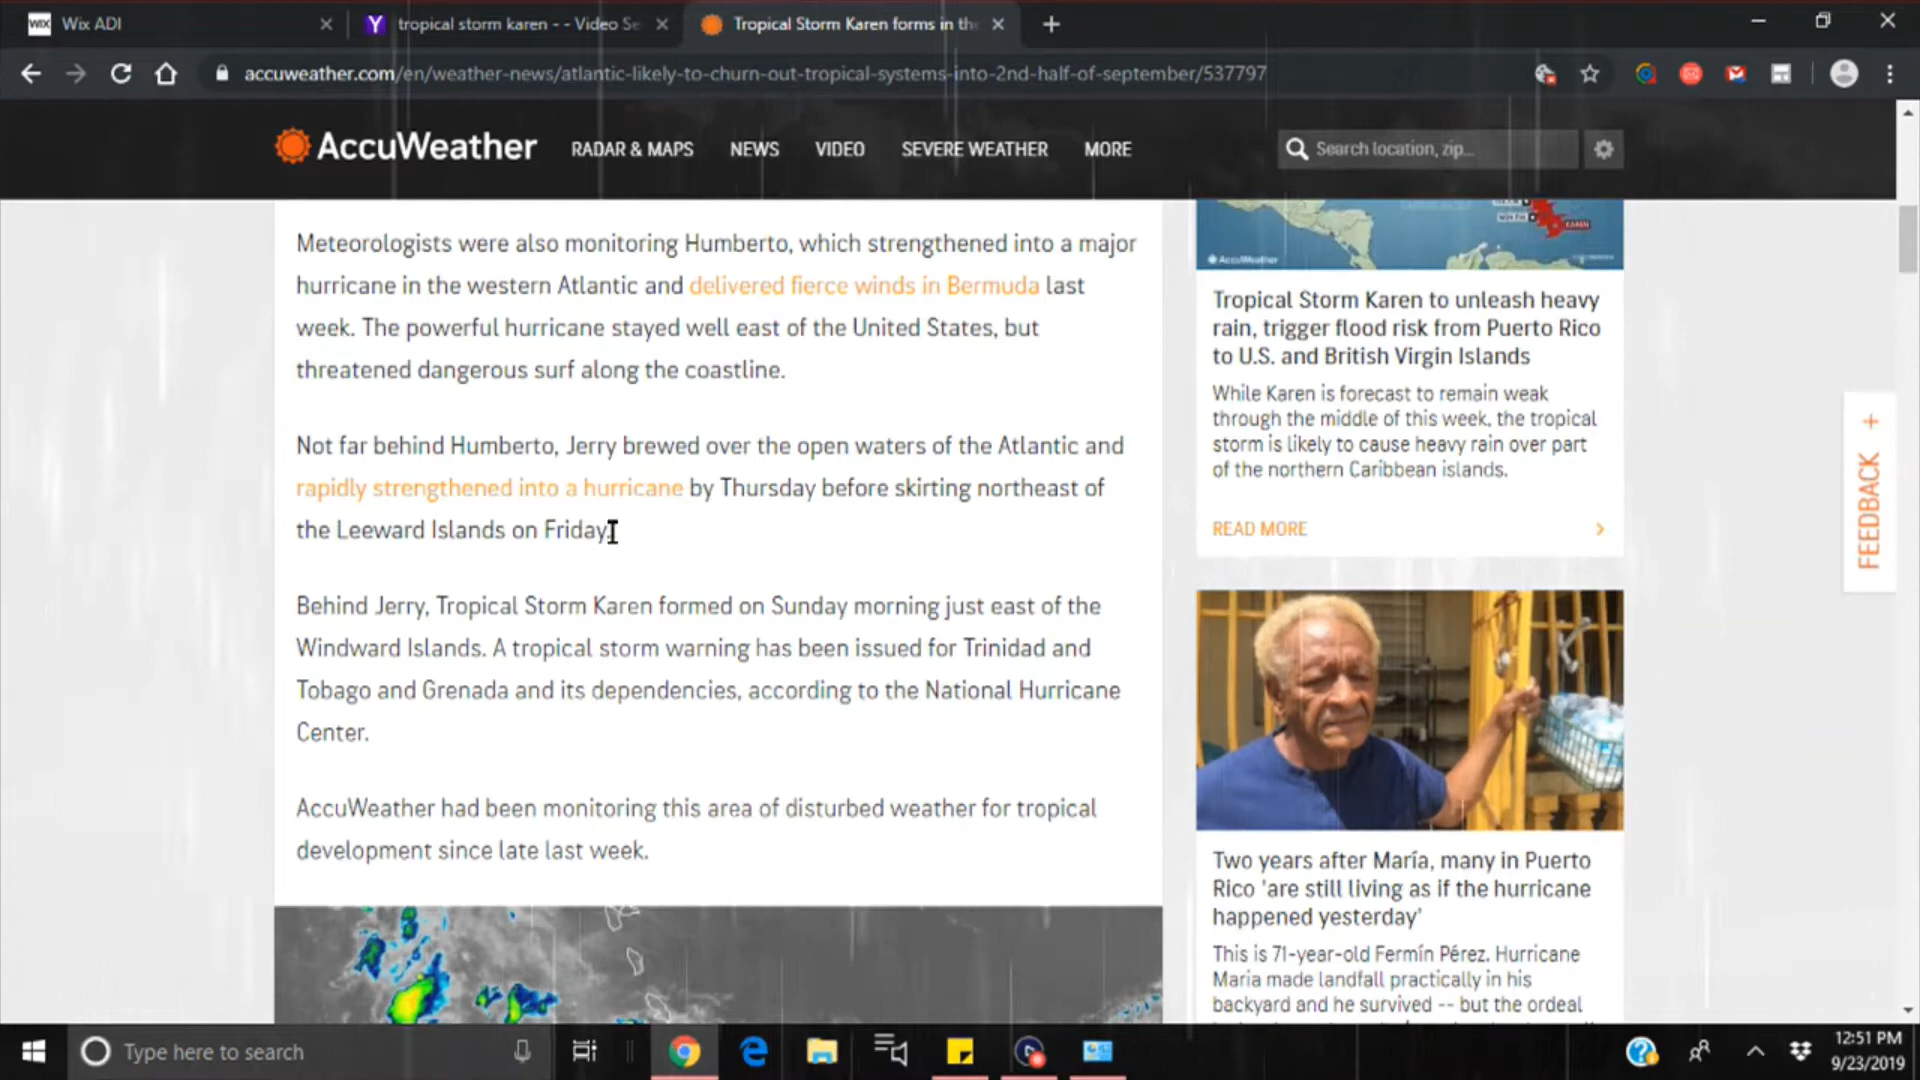 Wix ADI
tropical storm karen - - Video Se
Tropical Storm Karen forms in the
accuweather.com/en/weather-news/atlantic-likely-to-churn-out-tropical-systems-into-2nd-half-of-september/537797
AccuWeather
RADAR & MAPS
NEWS
VIDEO
SEVERE WEATHER
MORE
Search location, zip...
Meteorologists were also monitoring Humberto, which strengthened into a major
hurricane in the western Atlantic and delivered fierce winds in Bermuda last
week. The powerful hurricane stayed well east of the United States, but
threatened dangerous surf along the coastline.
Not far behind Humberto, Jerry brewed over the open waters of the Atlantic and
rapidly strengthened into a hurricane by Thursday before skirting northeast of
the Leeward Islands on Friday.
Behind Jerry, Tropical Storm Karen formed on Sunday morning just east of the
Windward Islands. A tropical storm warning has been issued for Trinidad and
Tobago and Grenada and its dependencies, according to the National Hurricane
Center.
AccuWeather had been monitoring this area of disturbed weather for tropical
development since late last week.
KAREN
AccuWeather
Tropical Storm Karen to unleash heavy
rain, trigger flood risk from Puerto Rico
to U.S. and British Virgin Islands
While Karen is forecast to remain weak
through the middle of this week, the tropical
storm is likely to cause heavy rain over part
of the northern Caribbean islands.
READ MORE
Two years after María, many in Puerto
Rico 'are still living as if the hurricane
happened yesterday'
This is 71-year-old Fermín Pérez. Hurricane
Maria made landfall practically in his
backyard and he survived -- but the ordeal
FEEDBACK +
Type here to search
12:51 PM
9/23/2019